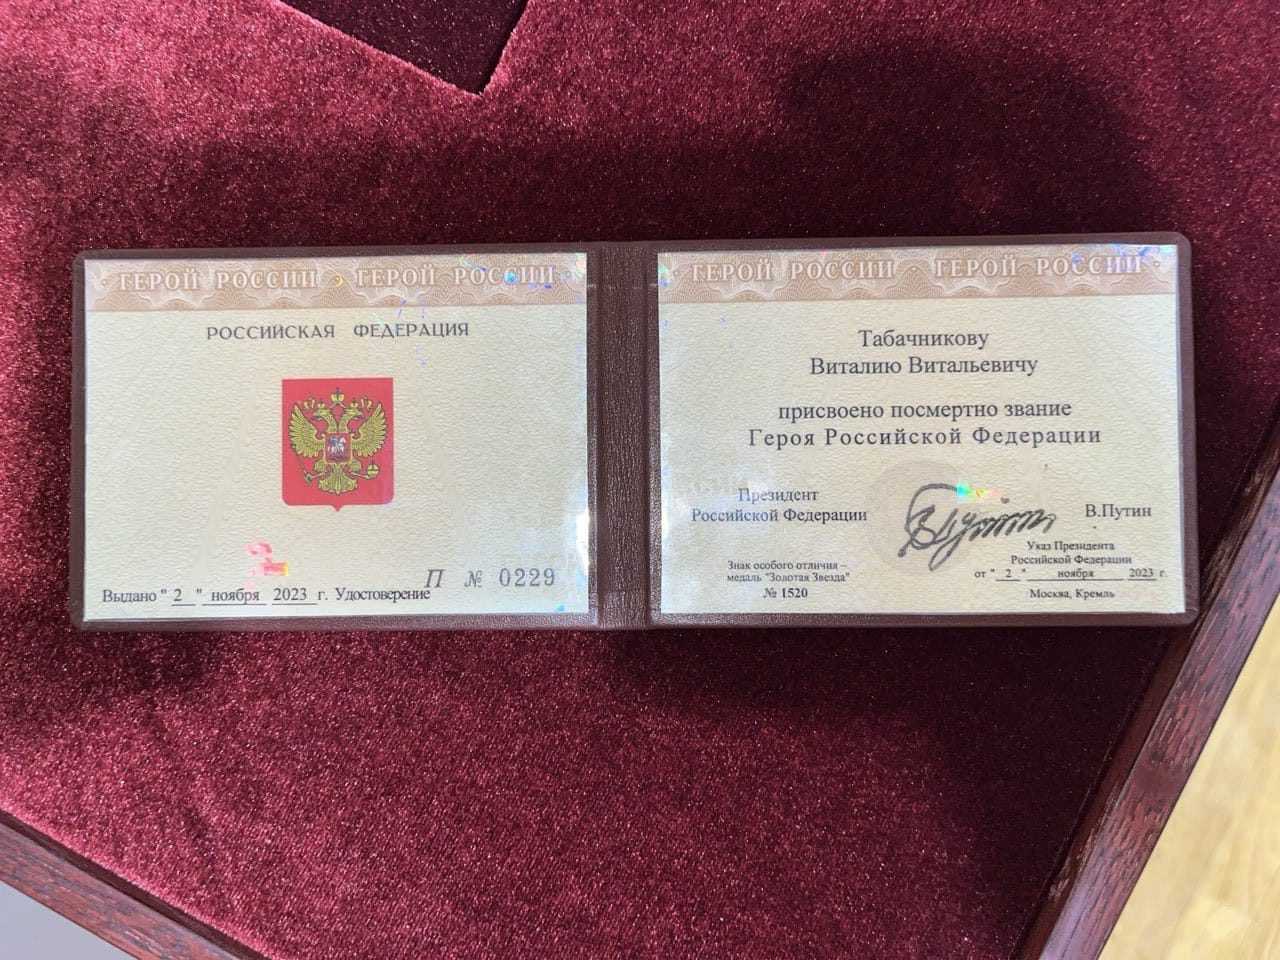 ГЕРОЙ РОССИИ · ГЕРОЙ РОССИИ ·
РОССИЙСКАЯ ФЕДЕРАЦИЯ
Выдано " 2 " ноября 2023 г. Удостоверение П № 0229
· ГЕРОЙ РОССИИ · ГЕРОЙ РОССИИ ·
Табачникову
Виталию Витальевичу
присвоено посмертно звание
Героя Российской Федерации
Президент
Российской Федерации
В.Путин
Знак особого отличия –
медаль "Золотая Звезда"
№ 1520
Указ Президента
Российской Федерации
от " 2 " ноября 2023 г.
Москва, Кремль